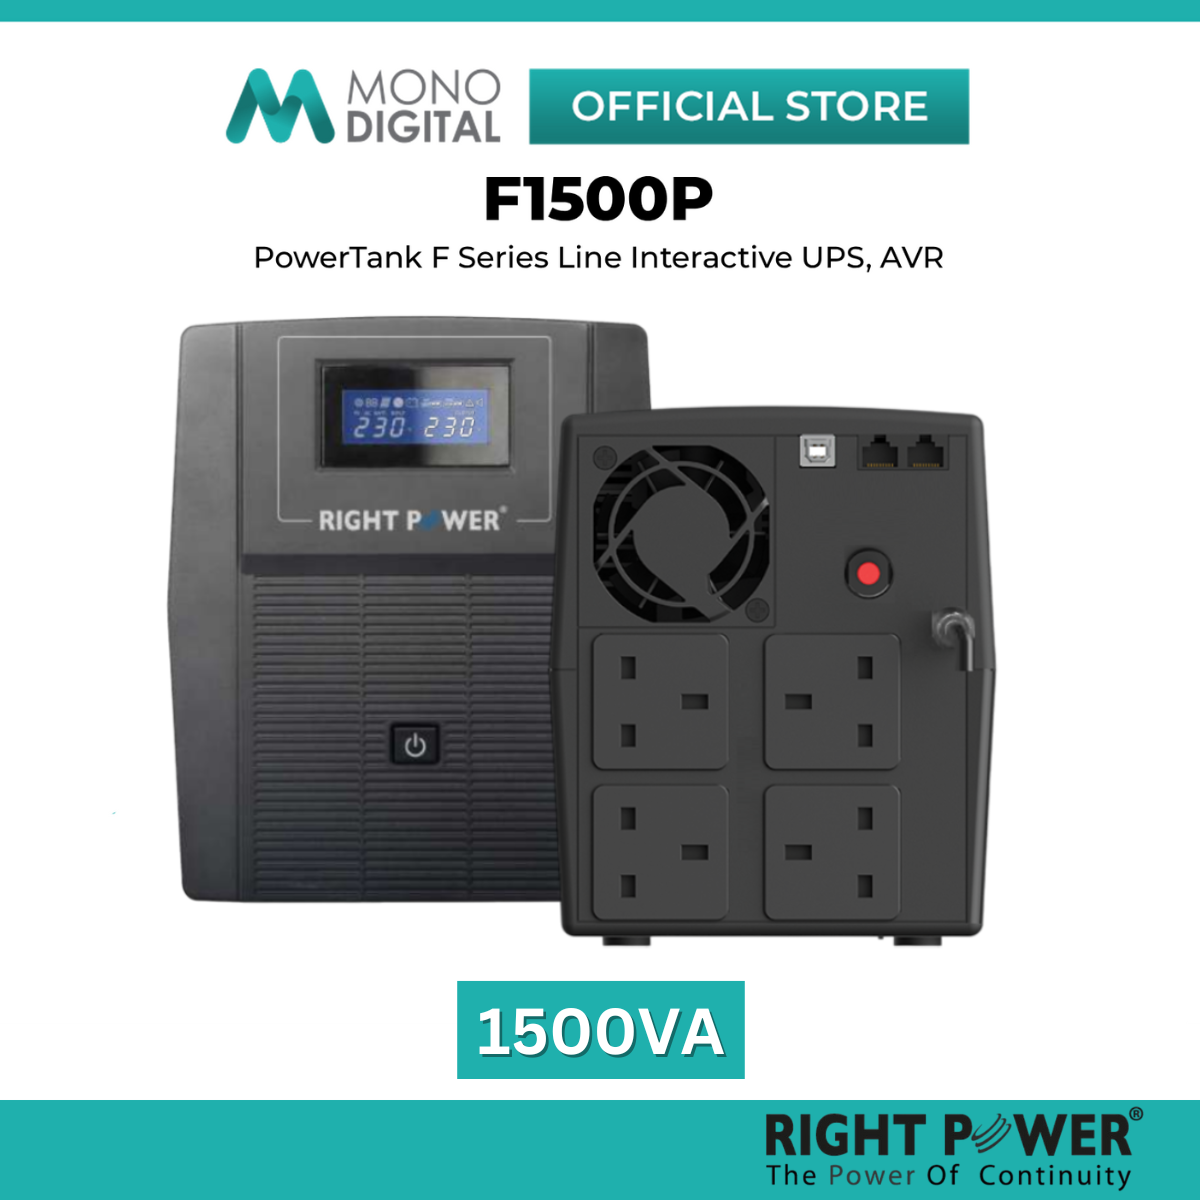 MONO
DIGITAL
OFFICIAL STORE
F1500P
PowerTank F Series Line Interactive UPS, AVR
230 230
RIGHT POWER®
1500VA
RIGHT POWER®
The Power Of Continuity